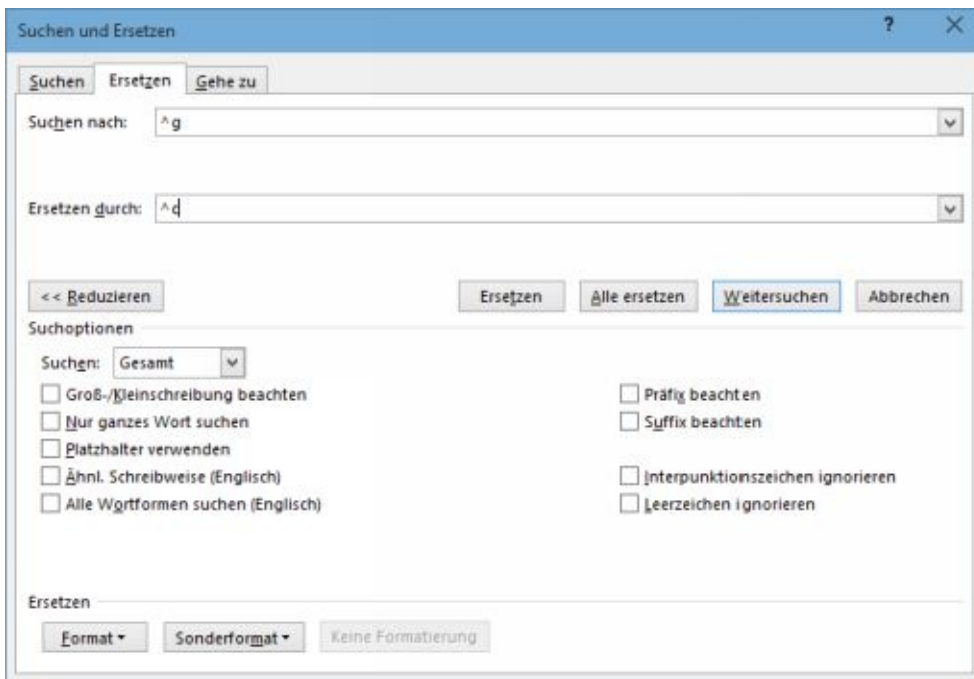 Suchen und Ersetzen ?
Suchen Ersetzen Gehe zu
Suchen nach: ^g
Ersetzen durch: ^c
<< Reduzieren Ersetzen Alle ersetzen Weitersuchen Abbrechen
Suchoptionen
Suchen: Gesamt
Groß-/Kleinschreibung beachten Präfix beachten
Nur ganzes Wort suchen Suffix beachten
Platzhalter verwenden
Ähnl. Schreibweise (Englisch) Interpunktionszeichen ignorieren
Alle Wortformen suchen (Englisch) Leerzeichen ignorieren
Ersetzen
Format Sonderformat Keine Formatierung